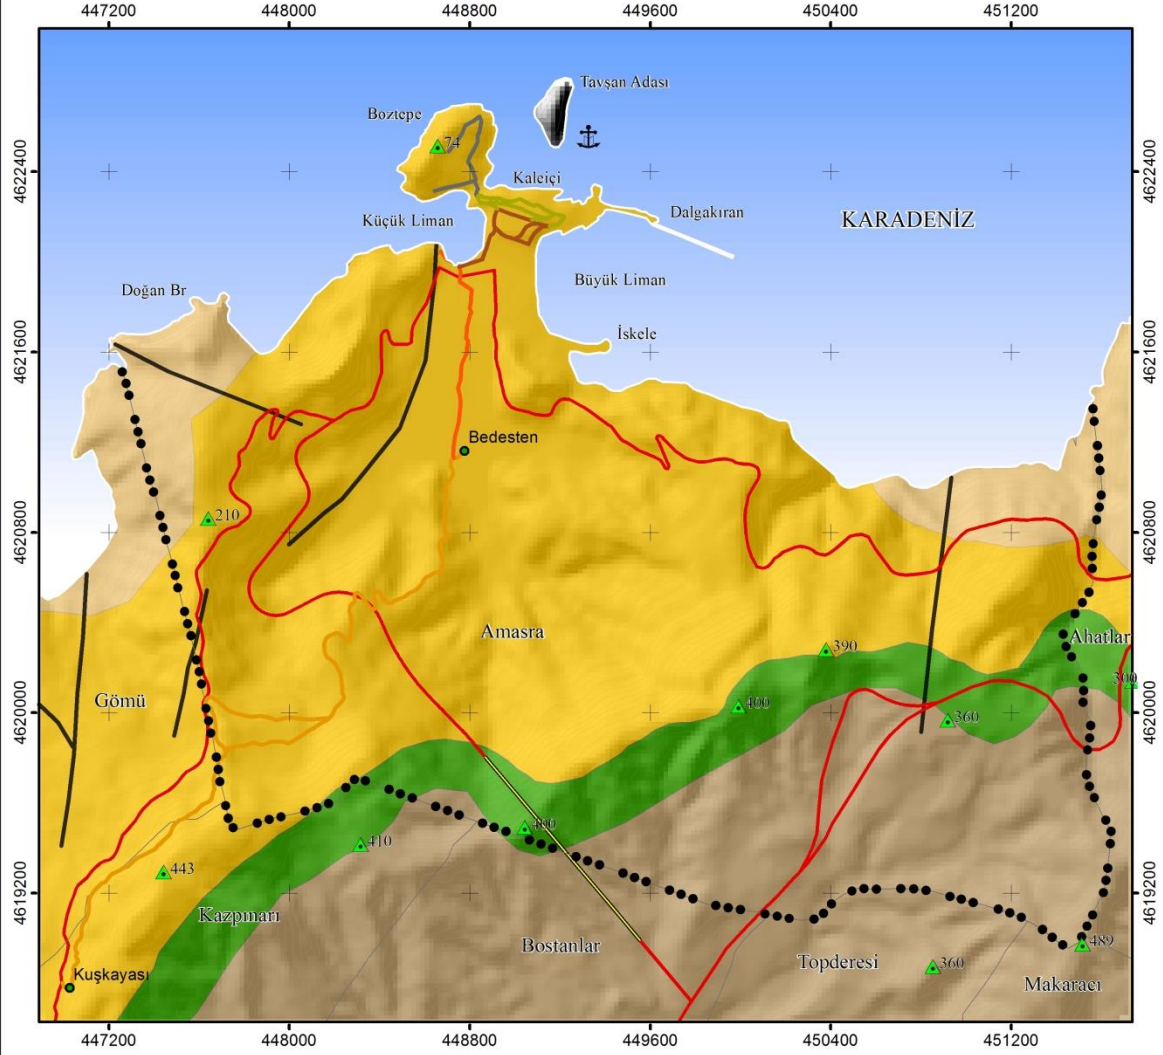 447200 448000 448800 449600 450400 451200
Tavşan Adası
Boztepe
74
4622400
4622400
Kaleiçi
Dalgakıran
Küçük Liman
KARADENİZ
Büyük Liman
Doğan Br
İskele
4621600
4621600
Bedesten
210
4620800
4620800
Amasra
Ahatlar
390
300
Gömü
400
360
4620000
4620000
400
410
443
4619200
4619200
Kazpınarı
Bostanlar
489
Topderesi
360
Kuşkayası
Makaracı
447200 448000 448800 449600 450400 451200